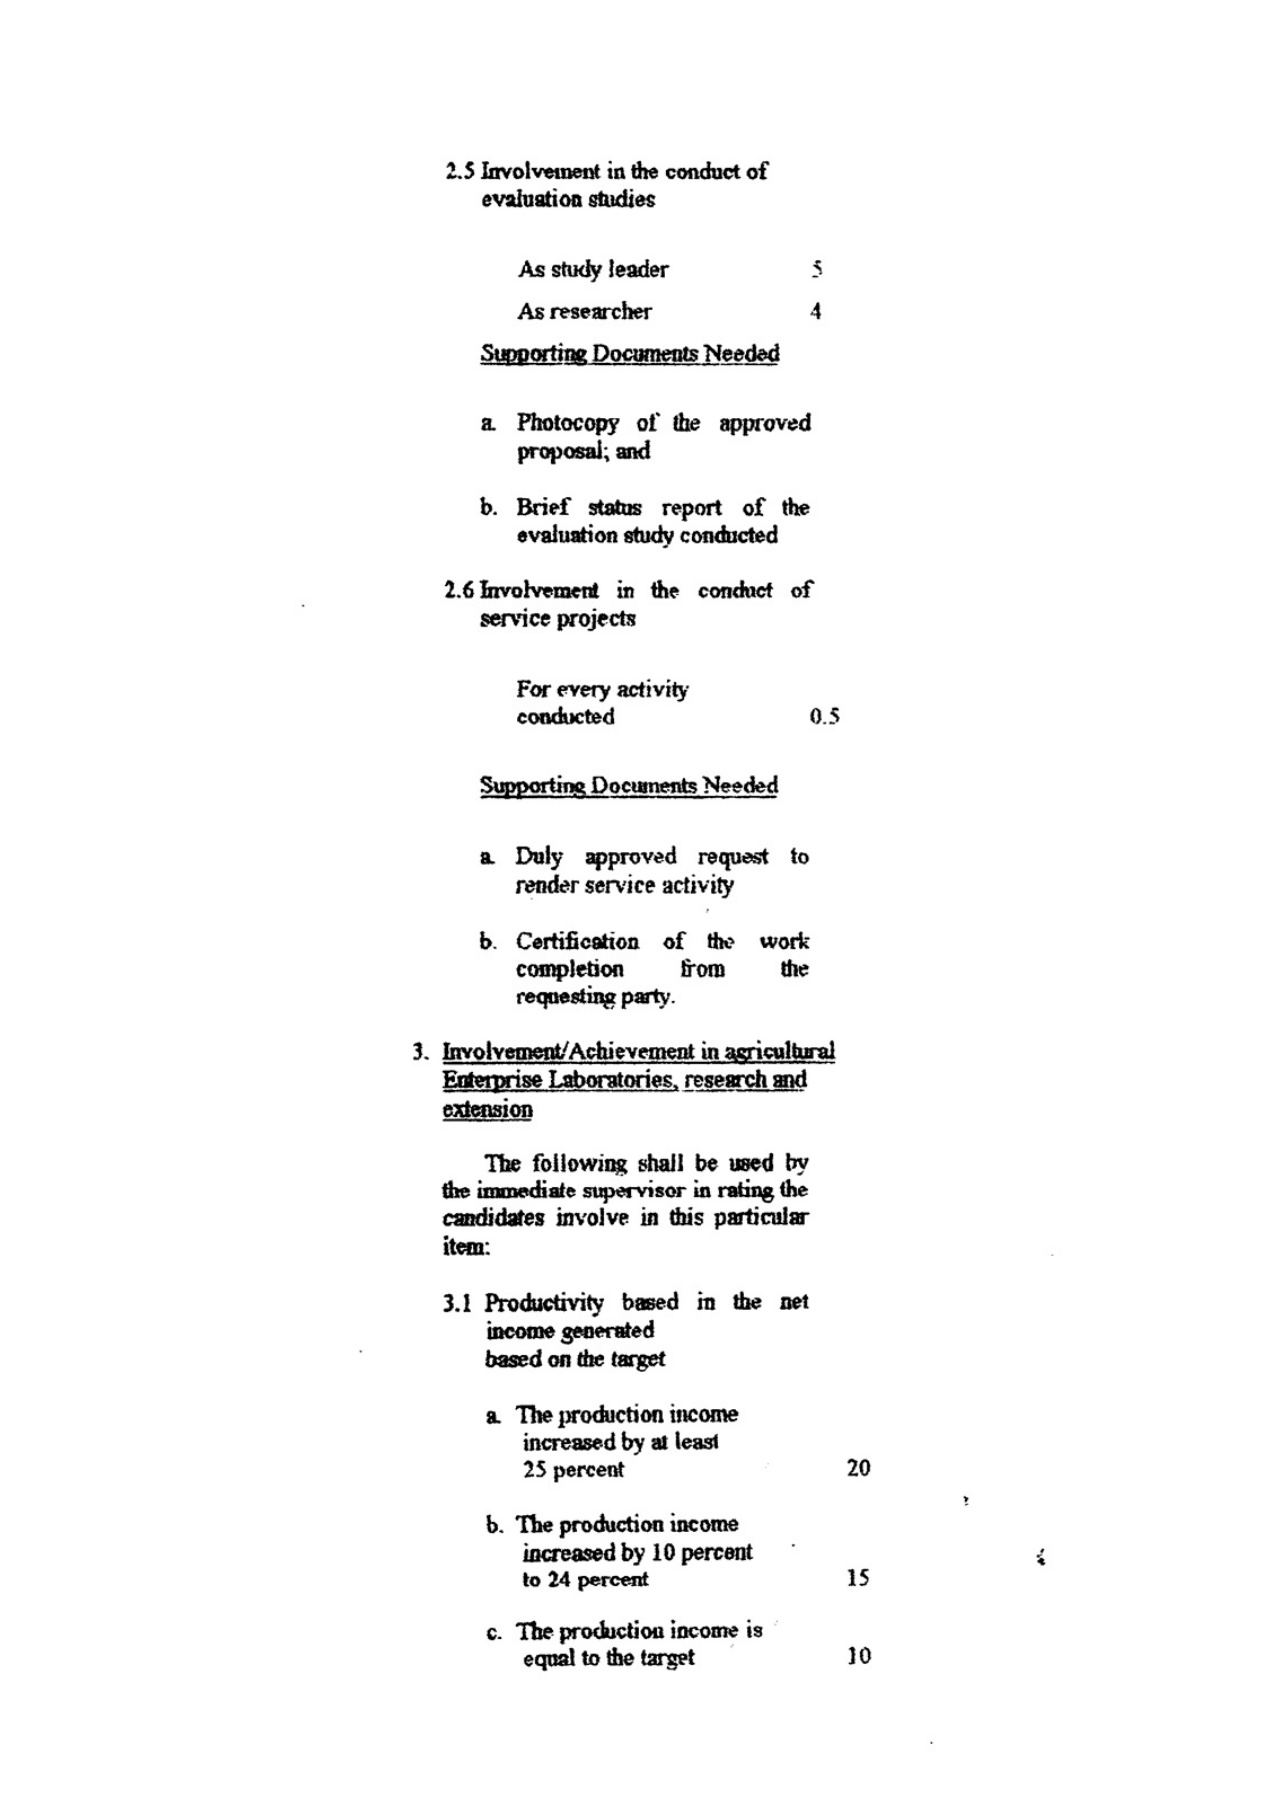 2.5 Involvement in the conduct of
evaluation studies
As study leader 5
As researcher 4
Supporting Documents Needed
a. Photocopy of the approved
proposal; and
b. Brief status report of the
evaluation study conducted
2.6 Involvement in the conduct of
service projects
For every activity
conducted 0.5
Supporting Documents Needed
a. Duly approved request to
render service activity
b. Certification of the work
completion from the
requesting party.
3. Involvement/Achievement in agricultural
Enterprise Laboratories, research and
extension
The following shall be used by
the immediate supervisor in rating the
candidates involve in this particular
item:
3.1 Productivity based in the net
income generated
based on the target
a. The production income
increased by at least
25 percent 20
b. The production income
increased by 10 percent
to 24 percent 15
c. The production income is
equal to the target 10